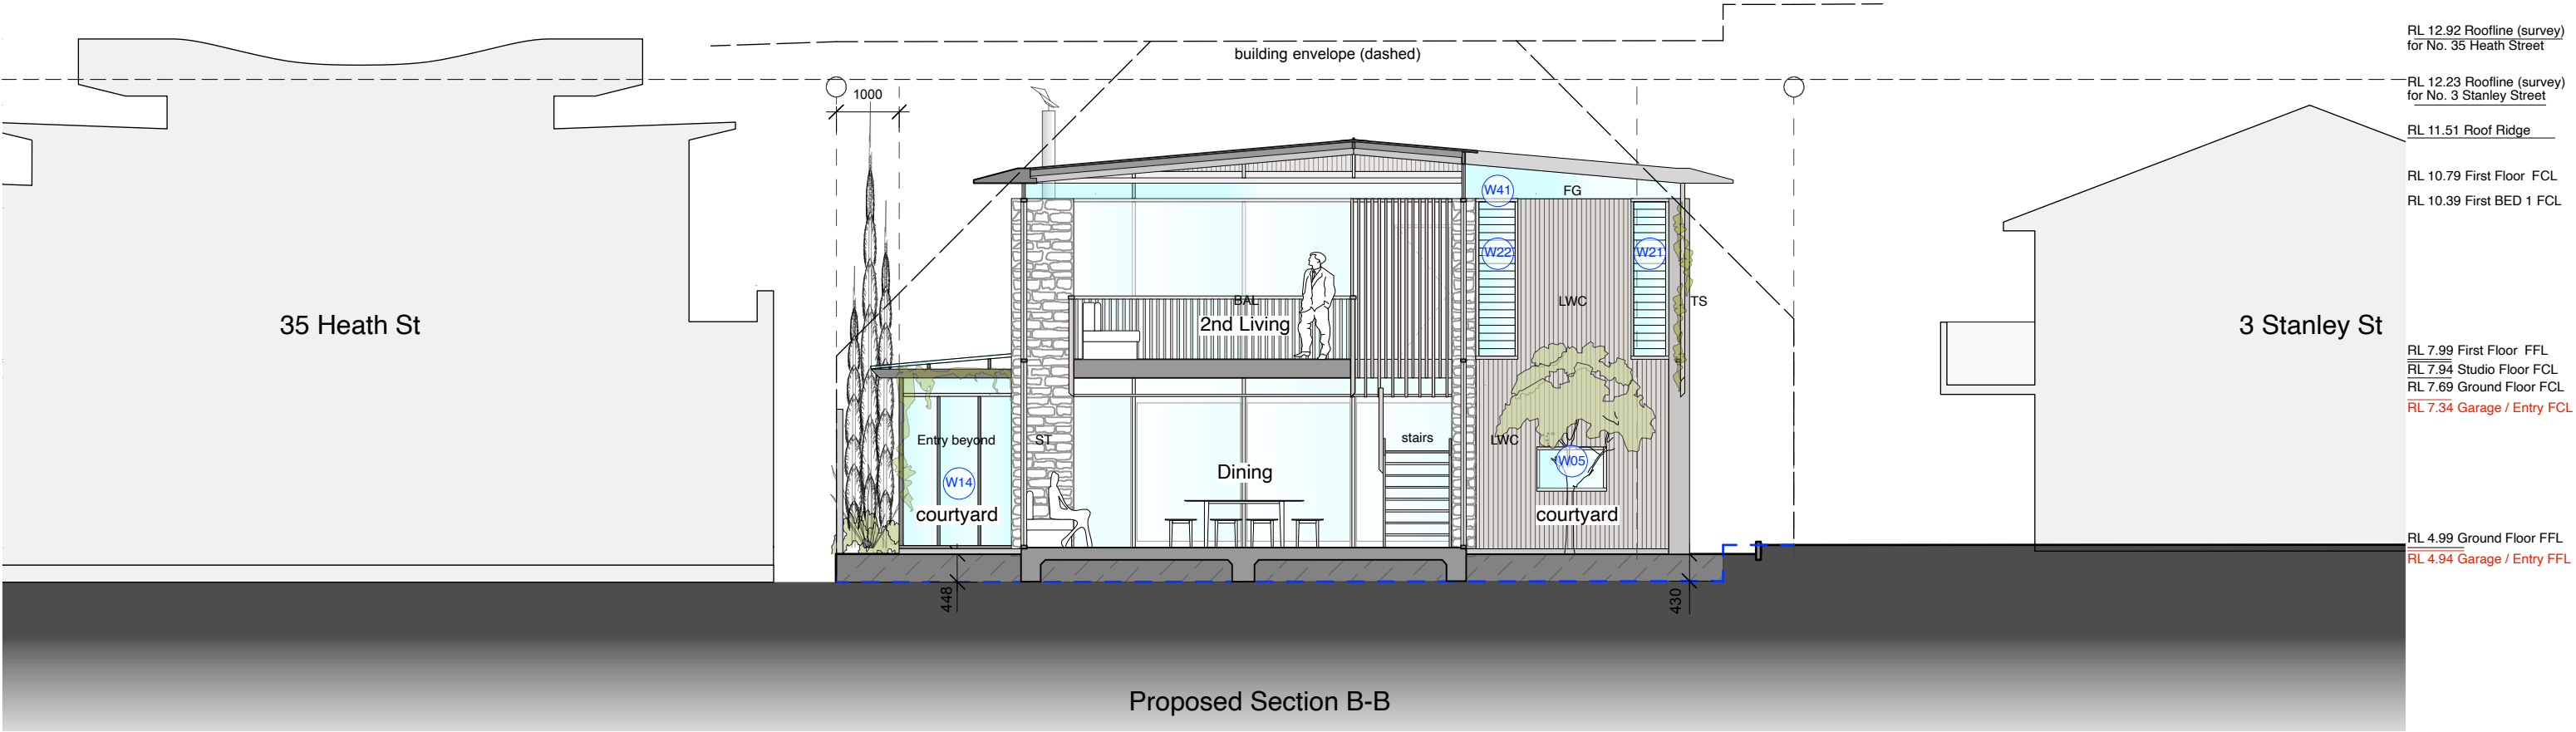 RL 12.92 Roofline (survey)
for No. 35 Heath Street
building envelope (dashed)
RL 12.23 Roofline (survey)
for No. 3 Stanley Street
1000
RL 11.51 Roof Ridge
RL 10.79 First Floor FCL
W41
FG
RL 10.39 First BED 1 FCL
W22
W21
BAL
LWC
TS
35 Heath St
2nd Living
3 Stanley St
RL 7.99 First Floor FFL
RL 7.94 Studio Floor FCL
RL 7.69 Ground Floor FCL
RL 7.34 Garage / Entry FCL
Entry beyond
ST
stairs
LWC
W05
Dining
W14
courtyard
courtyard
RL 4.99 Ground Floor FFL
RL 4.94 Garage / Entry FFL
448
430
Proposed Section B-B